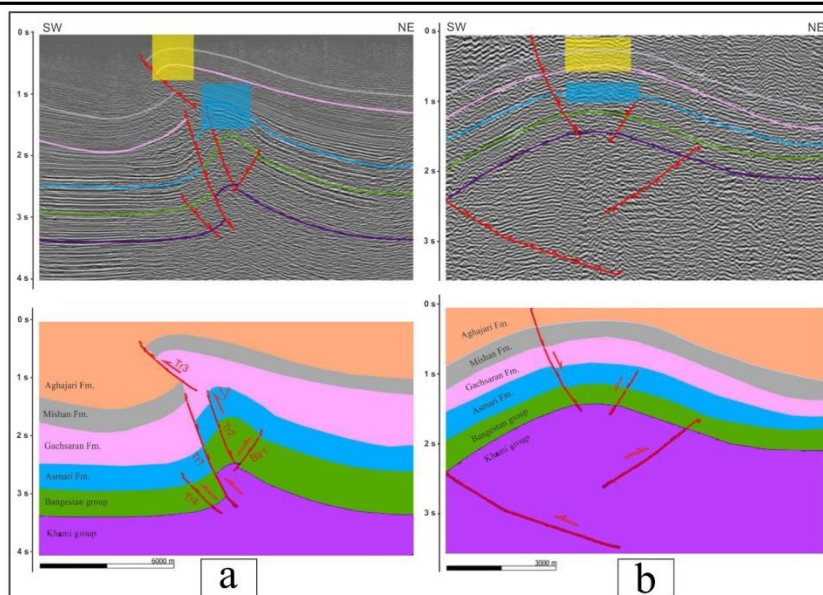 SW
NE
0 s
1 s
2 s
3 s
4 s
SW
NE
0 s
1 s
2 s
3 s
0 s
1 s
2 s
3 s
4 s
Aghajari Fm.
Mishan Fm.
Gachsaran Fm.
Asmari Fm.
Bangestan group
Khami group
Tr3
Tr2
Tr1
Btr1
Tr4
6000 m
a
0 s
1 s
2 s
3 s
Aghajari Fm.
Mishan Fm.
Gachsaran Fm.
Asmari Fm.
Bangestan group
Khami group
3000 m
b